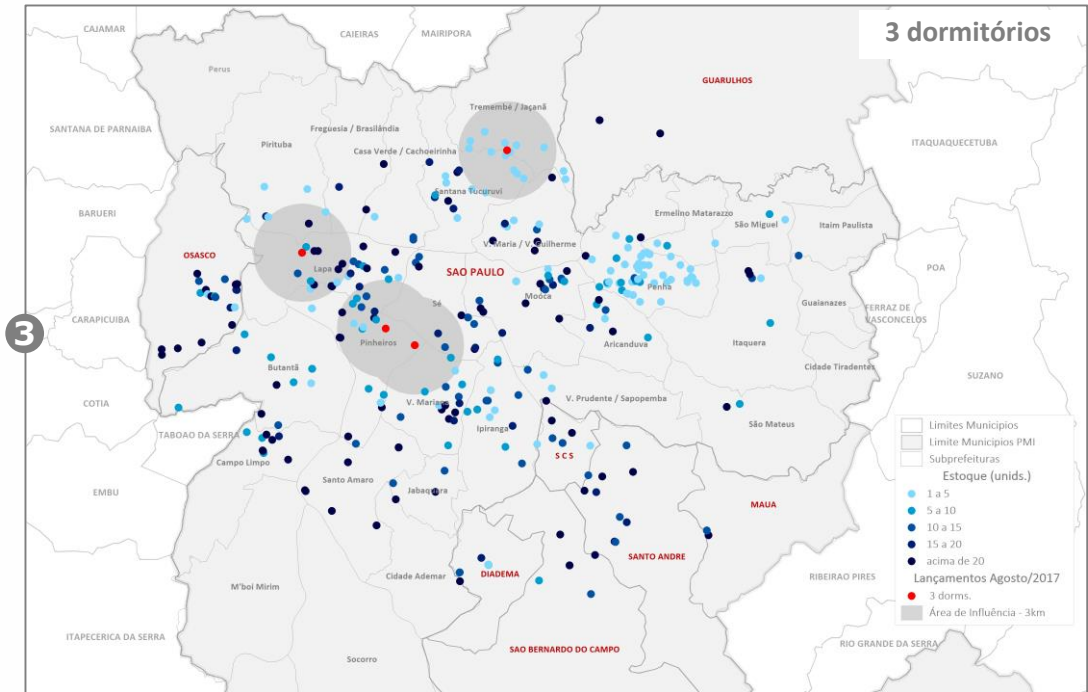 3 dormitórios
CAJAMAR
CAIEIRAS
MAIRIPORA
Perus
GUARULHOS
Tremembé / Jaçanã
SANTANA DE PARNAIBA
Freguesia / Brasilândia
Pirituba
Casa Verde / Cachoeirinha
ITAQUAQUECETUBA
Santana Tucuruvi
BARUERI
Ermelino Matarazzo
São Miguel
Itaim Paulista
V. Maria / V. Guilherme
OSASCO
Lapa
SAO PAULO
POA
Penha
Mooca
Sé
Guaianazes
FERRAZ DE
VASCONCELOS
CARAPICUIBA
3
Pinheiros
Aricanduva
Itaquera
Butantã
Cidade Tiradentes
SUZANO
COTIA
V. Mariana
V. Prudente / Sapopemba
São Mateus
TABOAO DA SERRA
Ipiranga
Campo Limpo
S C S
Santo Amaro
Jabaquara
EMBU
MAUA
SANTO ANDRE
M'boi Mirim
Cidade Ademar
DIADEMA
RIBEIRAO PIRES
ITAPECERICA DA SERRA
Socorro
SAO BERNARDO DO CAMPO
RIO GRANDE DA SERRA
Limites Municipios
Limite Municipios PMI
Subprefeituras
Estoque (unids.)
1 a 5
5 a 10
10 a 15
15 a 20
acima de 20
Lançamentos Agosto/2017
3 dorms.
Área de Influência - 3km